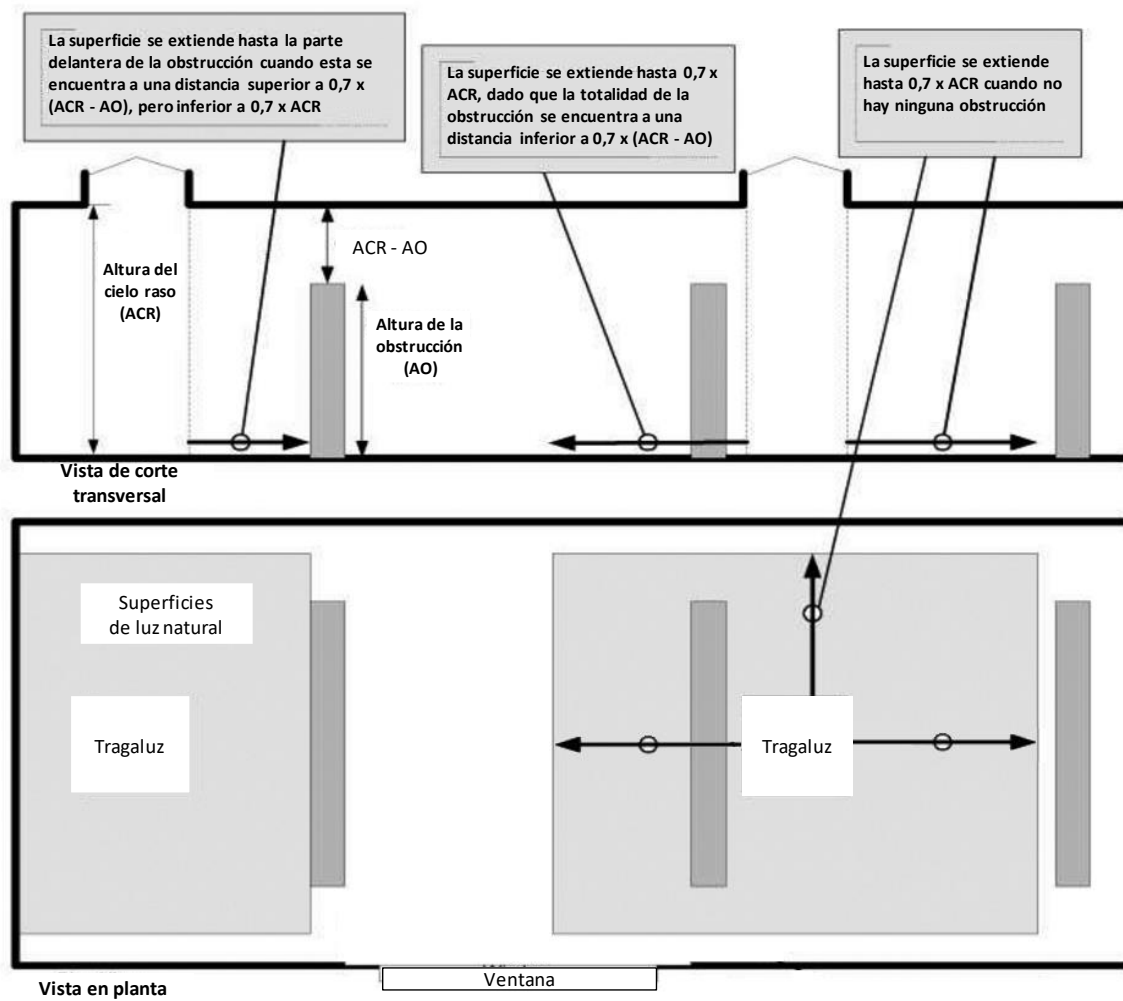 La superficie se extiende hasta la parte
delantera de la obstrucción cuando esta se
encuentra a una distancia superior a 0,7 x
(ACR - AO), pero inferior a 0,7 x ACR
La superficie se extiende hasta 0,7 x
ACR, dado que la totalidad de la
obstrucción se encuentra a una
distancia inferior a 0,7 x (ACR - AO)
La superficie se extiende
hasta 0,7 x ACR cuando no
hay ninguna obstrucción
ACR - AO
Altura del
cielo raso
(ACR)
Altura de la
obstrucción
(AO)
Vista de corte
transversal
Superficies
de luz natural
Tragaluz
Tragaluz
Ventana
Vista en planta